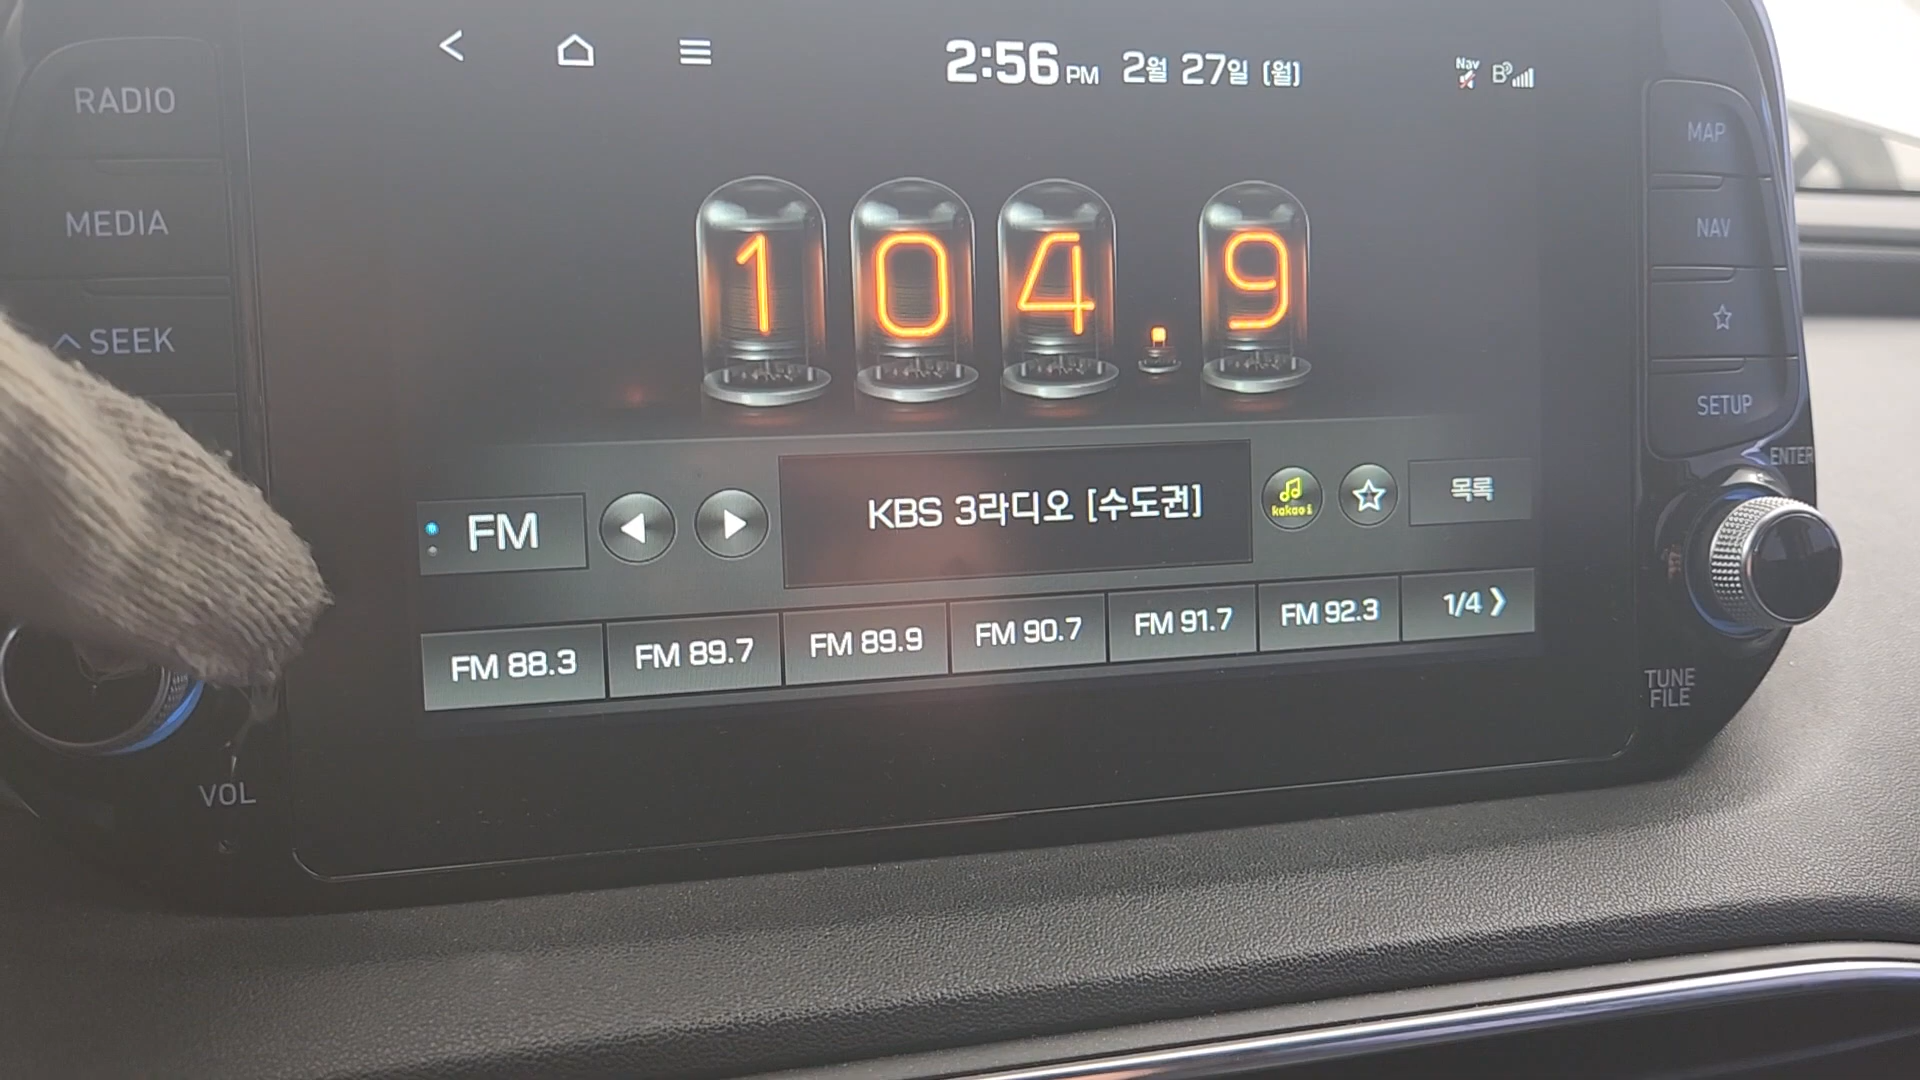 2:56 PM 2월 27일 (월)
Nav
B
RADIO
MEDIA
SEEK
VOL
104.9
FM
KBS 3라디오 [수도권]
kakao i
목록
FM 88.3
FM 89.7
FM 89.9
FM 90.7
FM 91.7
FM 92.3
1/4
MAP
NAV
SETUP
ENTER
TUNE
FILE